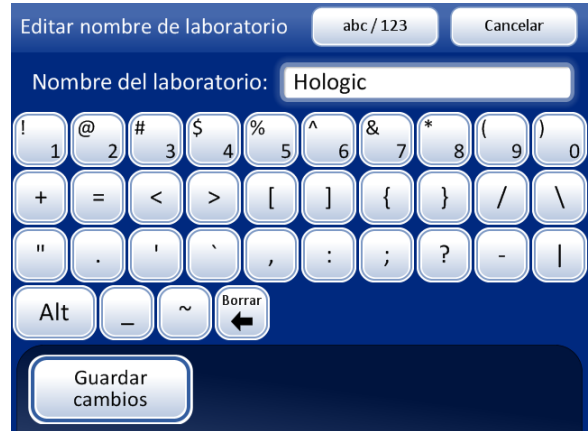 Editar nombre de laboratorio abc / 123 Cancelar
Nombre del laboratorio: Hologic
! 1 @ 2 # 3 $ 4 % 5 ^ 6 & 7 * 8 ( 9 ) 0
+ = < > [ ] { } / \
" . ' ` , : ; ? - |
Alt _ ~ Borrar
Guardar
cambios